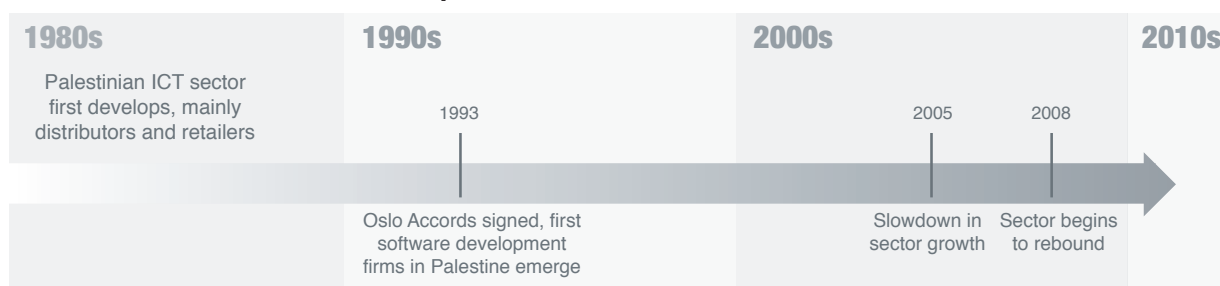 1980s
Palestinian ICT sector
first develops, mainly
distributors and retailers
1990s
1993
Oslo Accords signed, first
software development
firms in Palestine emerge
2000s
2005
Slowdown in
sector growth
2008
Sector begins
to rebound
2010s